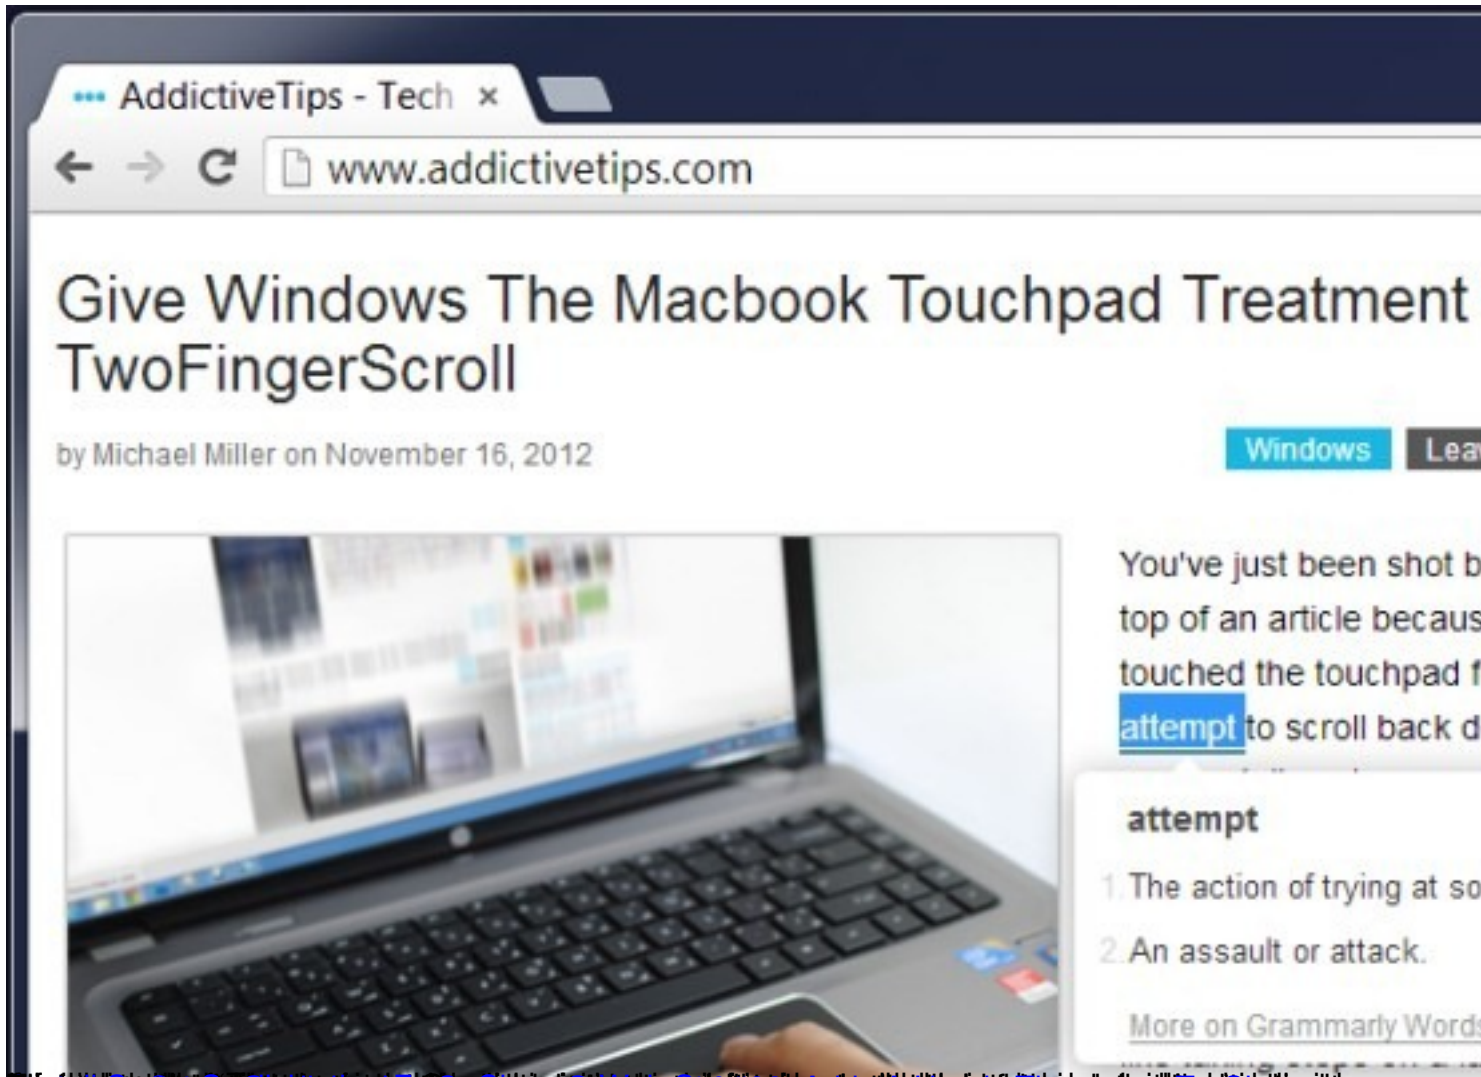 AddictiveTips - Tech
www.addictivetips.com
Give Windows The Macbook Touchpad Treatment
TwoFingerScroll
by Michael Miller on November 16, 2012
Windows
You've just been shot b
top of an article becaus
touched the touchpad f
attempt to scroll back d
attempt
1. The action of trying at so
2. An assault or attack.
More on Grammarly Words